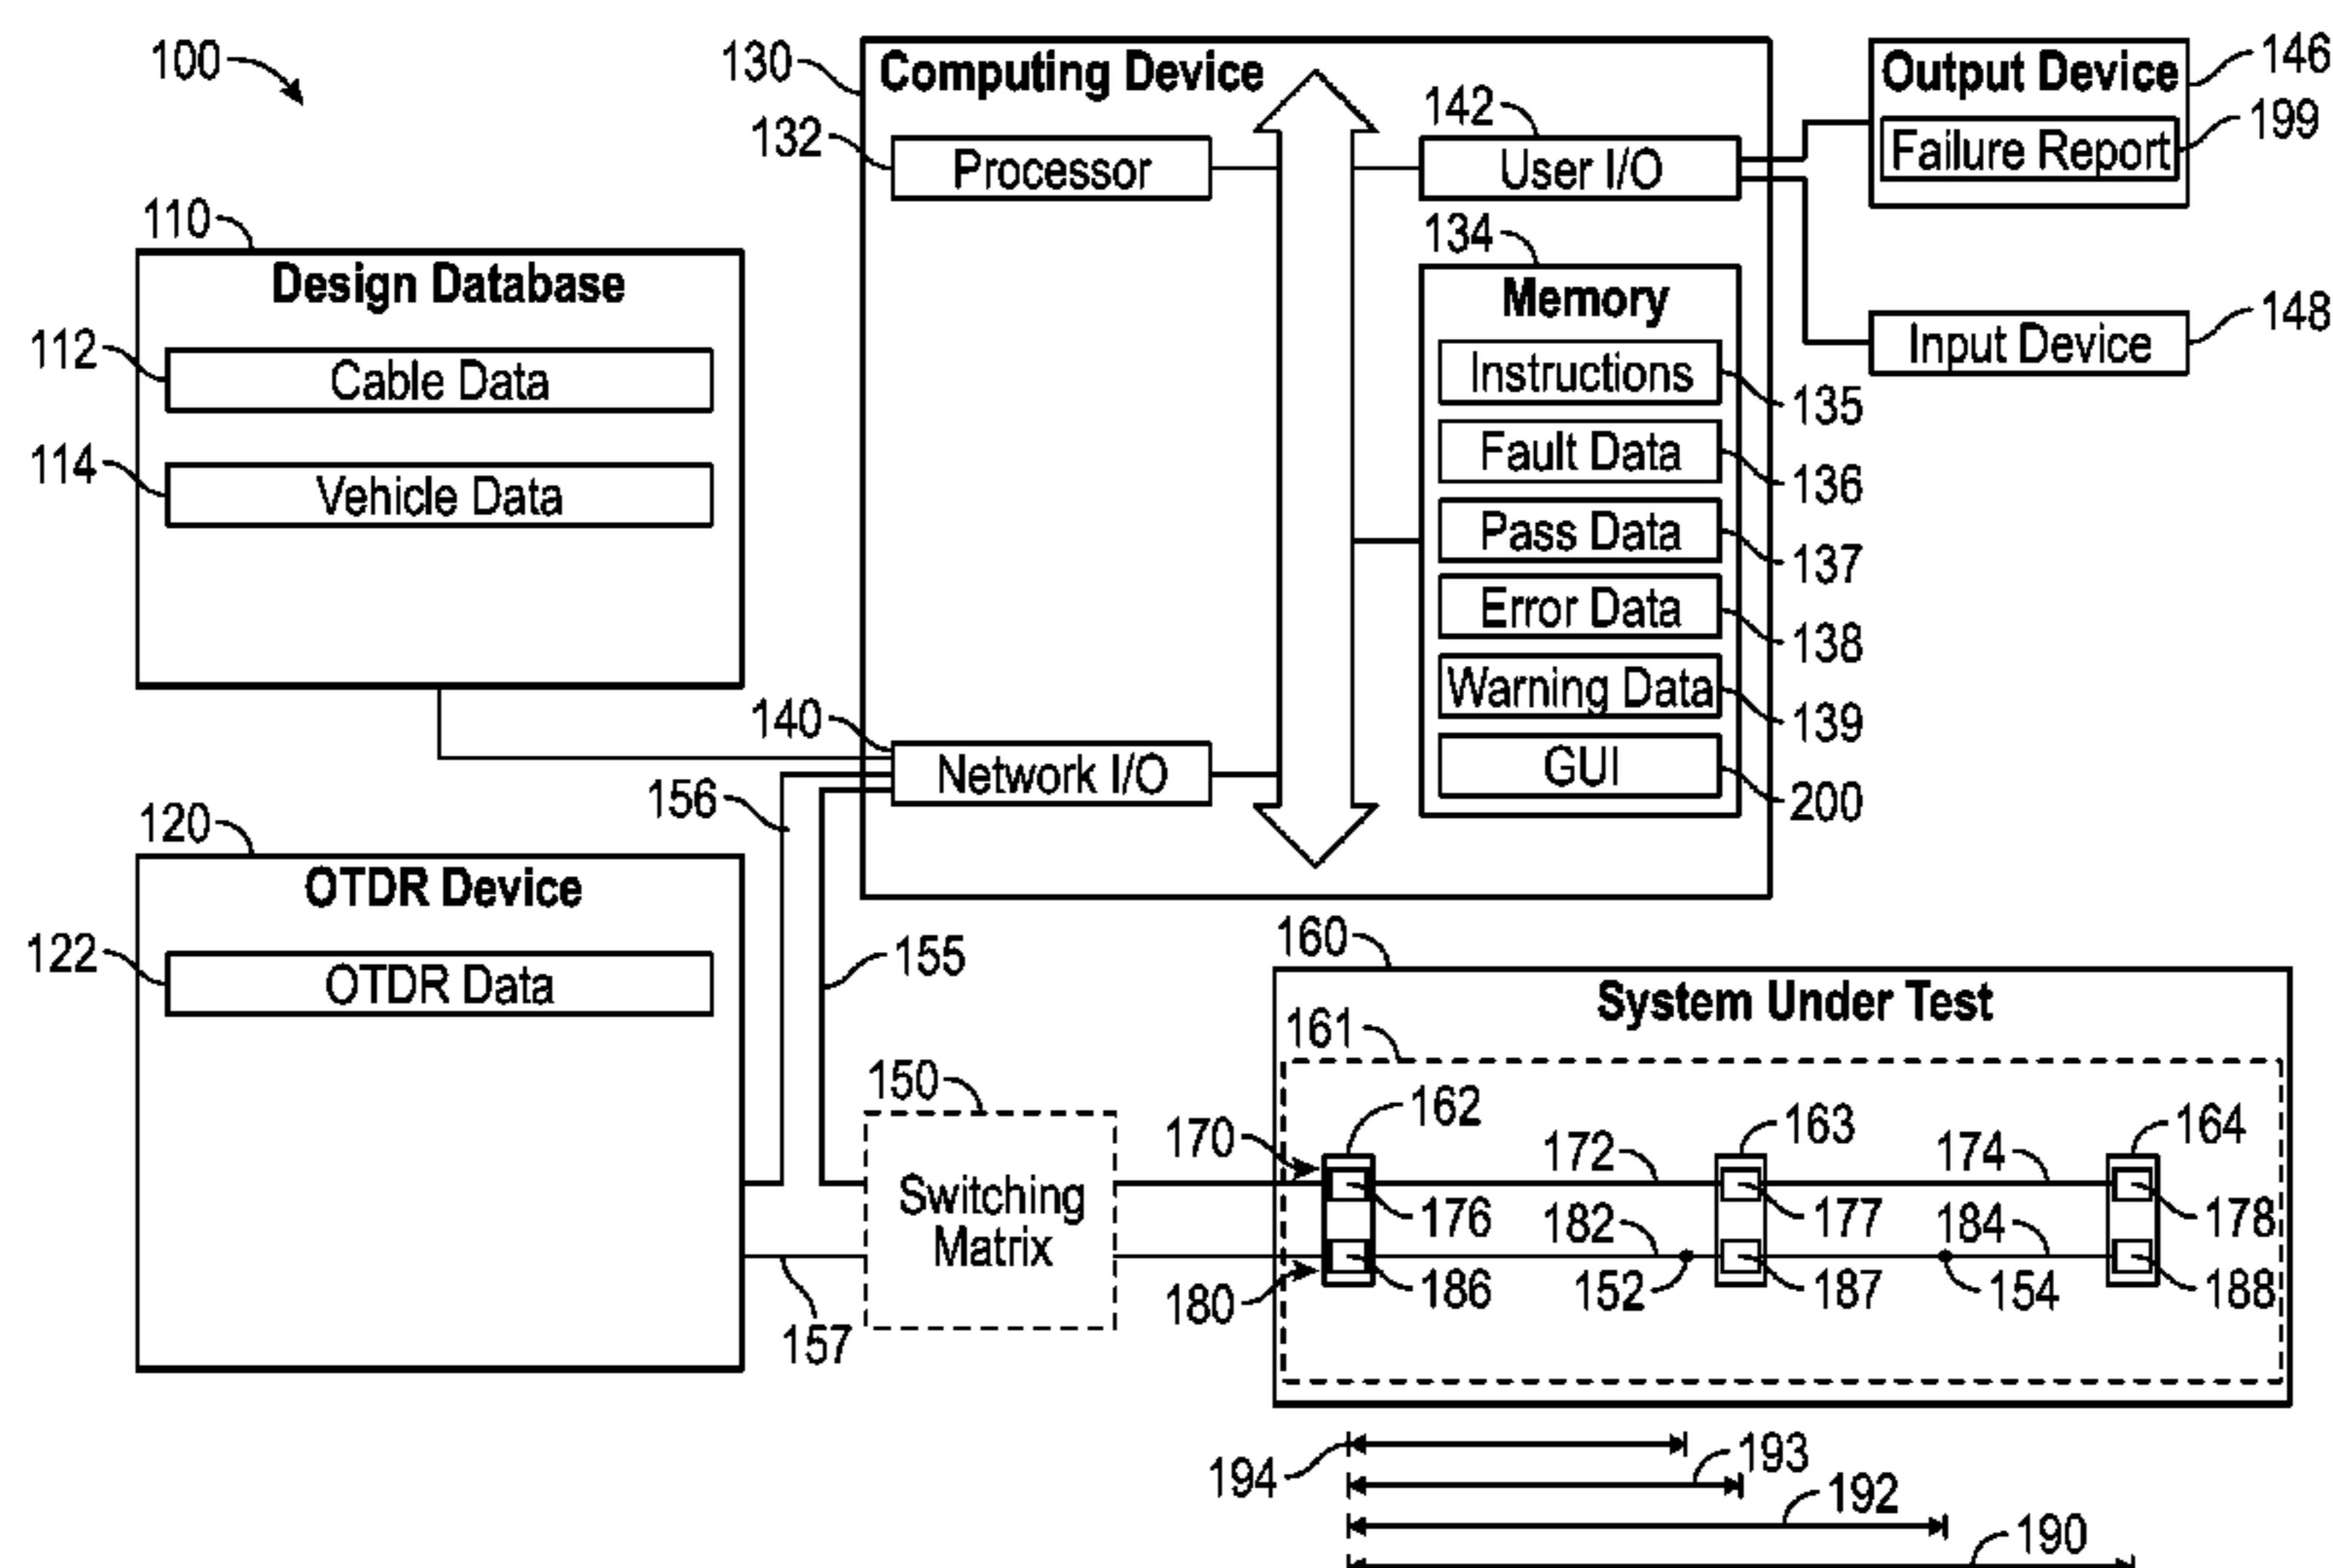 100
130
Computing Device
132
Processor
142
User I/O
Output Device
146
Failure Report
199
134
Memory
Instructions
135
Fault Data
136
Pass Data
137
Error Data
138
Warning Data
139
GUI
200
Input Device
148
110
Design Database
112
Cable Data
114
Vehicle Data
140
Network I/O
156
155
120
OTDR Device
122
OTDR Data
157
150
Switching
Matrix
160
System Under Test
161
162
163
164
170
172
174
176
177
178
180
182
184
186
152
187
154
188
194
193
192
190